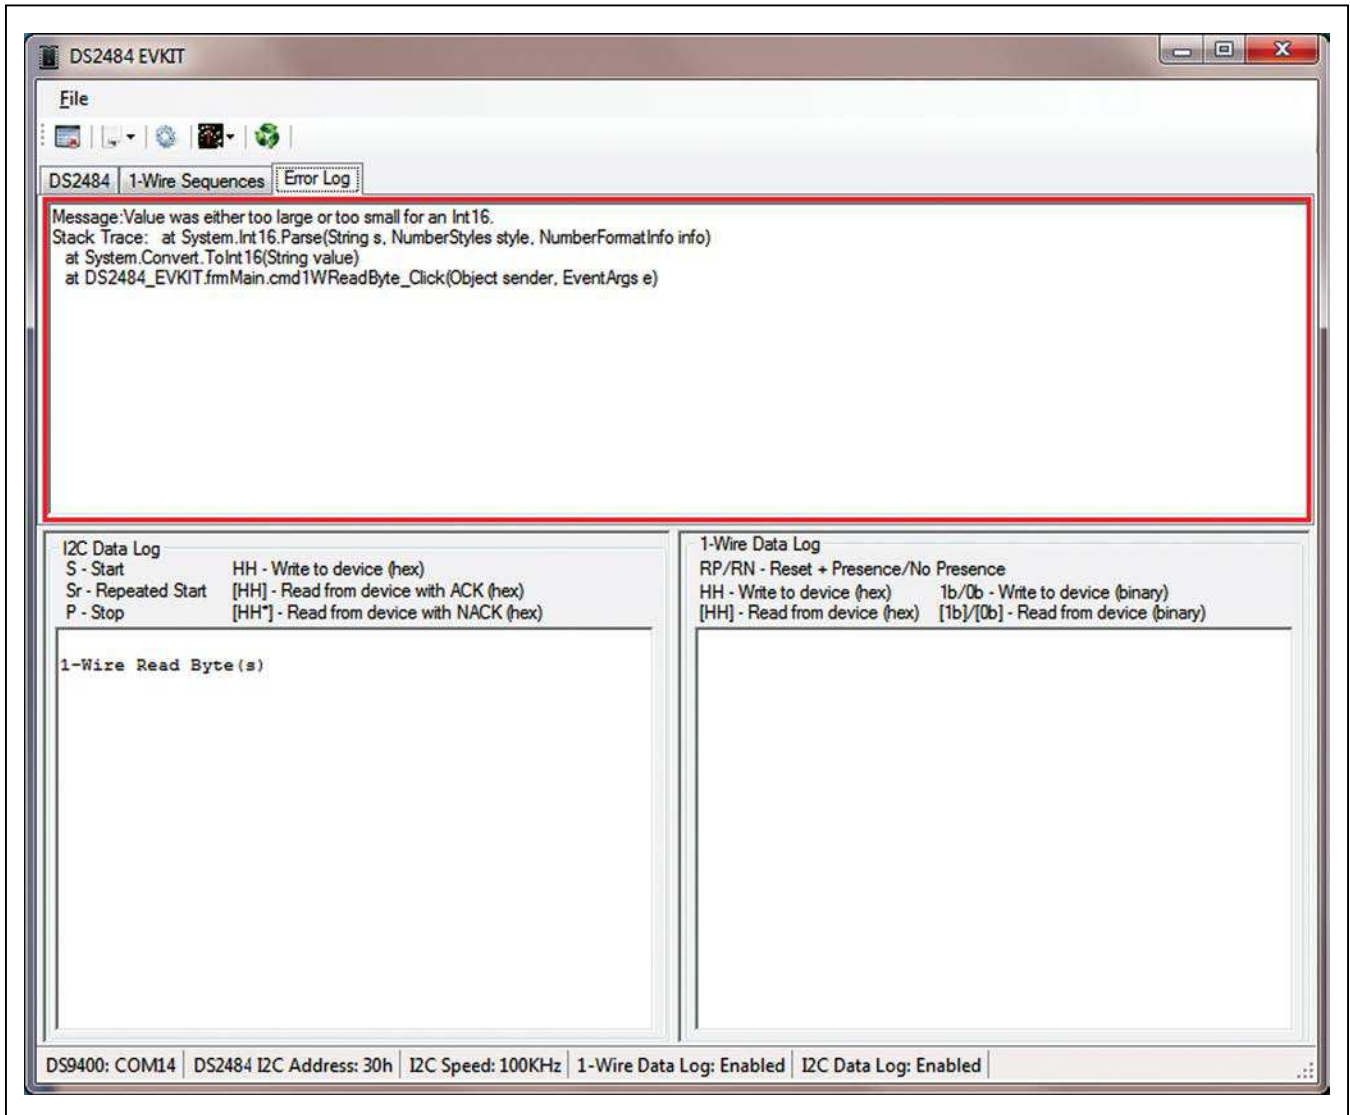 DS2484 EVKIT
File
DS2484 1-Wire Sequences Error Log
Message:Value was either too large or too small for an Int16.
Stack Trace:   at System.Int16.Parse(String s, NumberStyles style, NumberFormatInfo info)
at System.Convert.ToInt16(String value)
at DS2484_EVKIT.frmMain.cmd1WReadByte_Click(Object sender, EventArgs e)
I2C Data Log
S - Start HH - Write to device (hex)
Sr - Repeated Start [HH] - Read from device with ACK (hex)
P - Stop [HH*] - Read from device with NACK (hex)
1-Wire Read Byte(s)
1-Wire Data Log
RP/RN - Reset + Presence/No Presence
HH - Write to device (hex) 1b/0b - Write to device (binary)
[HH] - Read from device (hex) [1b]/[0b] - Read from device (binary)
DS9400: COM14 DS2484 I2C Address: 30h I2C Speed: 100KHz 1-Wire Data Log: Enabled I2C Data Log: Enabled